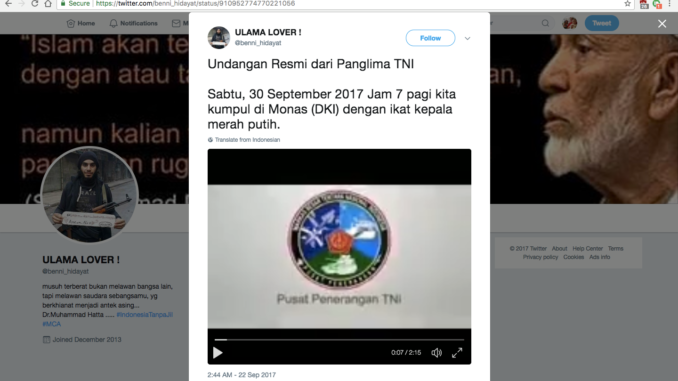 Secure https://twitter.com/benni_hidayat/status/910952774770221056
Home Notifications M
Tweet
ULAMA LOVER !
@benni_hidayat
Follow
Undangan Resmi dari Panglima TNI
Sabtu, 30 September 2017 Jam 7 pagi kita
kumpul di Monas (DKI) dengan ikat kepala
merah putih.
Translate from Indonesian
Pusat Penerangan TNI
0:07 / 2:15
2:44 AM - 22 Sep 2017
"Islam akan te
dengan atau ta
namun kalian
ULAMA LOVER !
@benni_hidayat
musuh terberat bukan melawan bangsa lain,
tapi melawan saudara sebangsamu, yg
berkhianat menjadi antek asing...
Dr.Muhammad Hatta ..... #IndonesiaTanpaJil
#MCA
Joined December 2013
© 2017 Twitter About Help Center Terms
Privacy policy Cookies Ads info